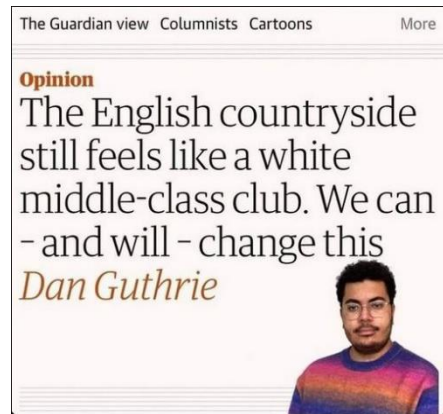 The Guardian view Columnists Cartoons More
Opinion
The English countryside
still feels like a white
middle-class club. We can
– and will – change this
Dan Guthrie